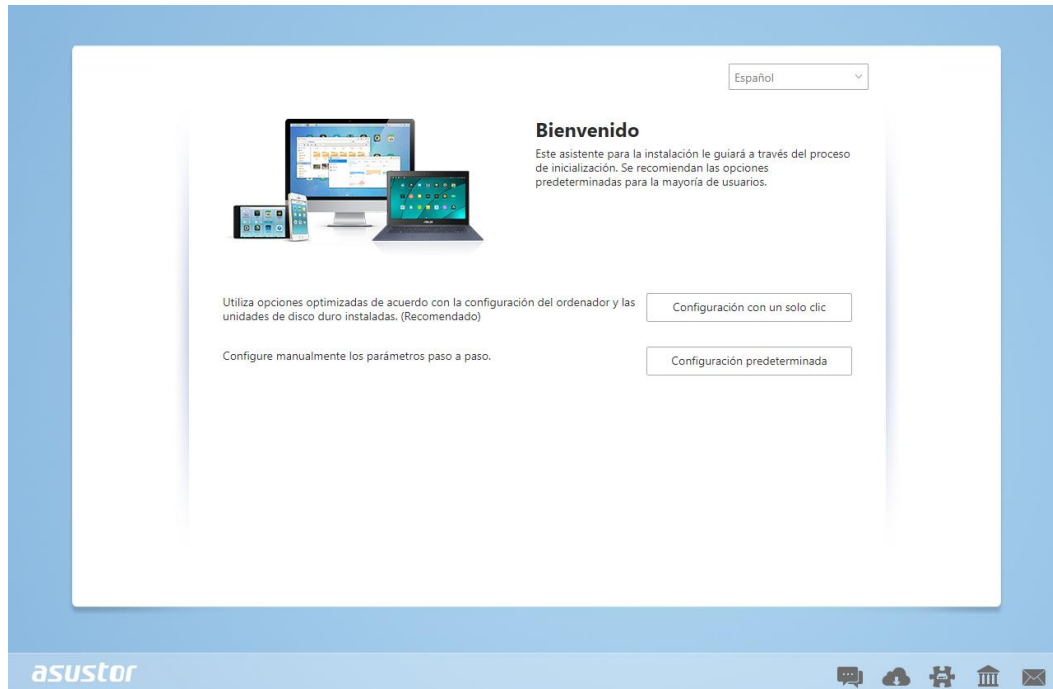 Español
Bienvenido
Este asistente para la instalación le guiará a través del proceso
de inicialización. Se recomiendan las opciones
predeterminadas para la mayoría de usuarios.
Utiliza opciones optimizadas de acuerdo con la configuración del ordenador y las
unidades de disco duro instaladas. (Recomendado)
Configuración con un solo clic
Configure manualmente los parámetros paso a paso.
Configuración predeterminada
asustor